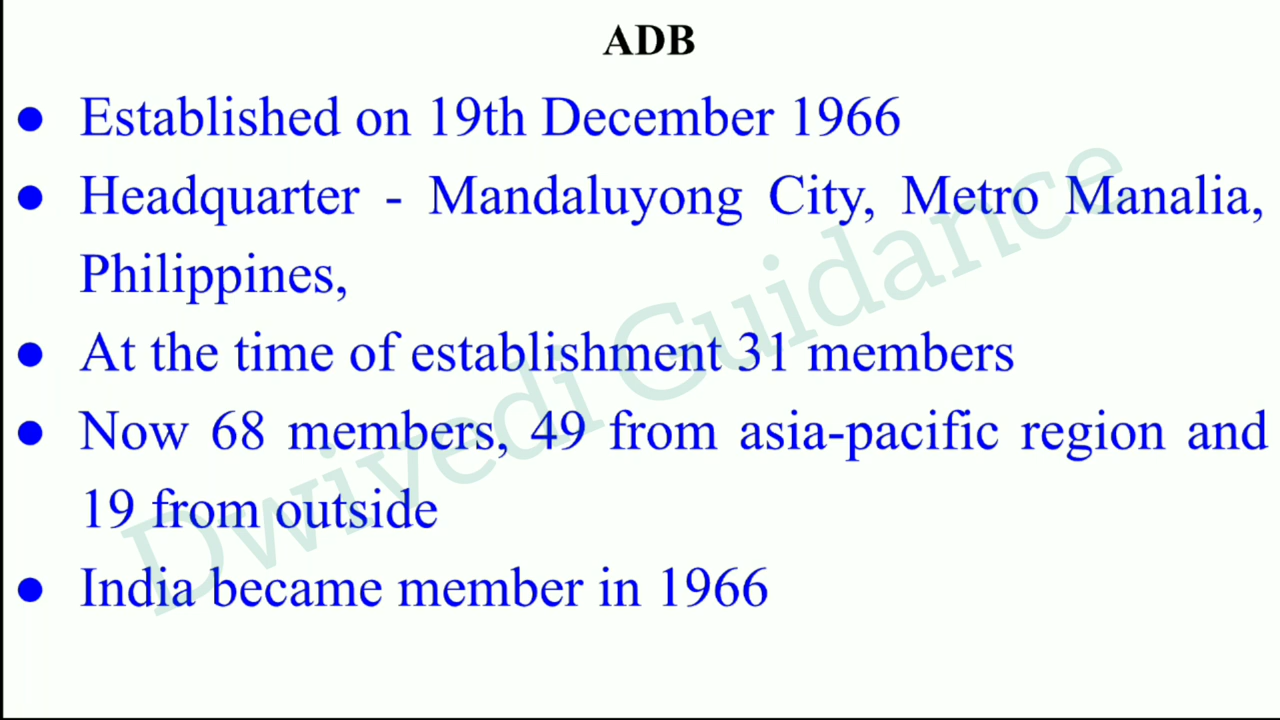 ADB
● Established on 19th December 1966
● Headquarter - Mandaluyong City, Metro Manalia,
Philippines,
● At the time of establishment 31 members
● Now 68 members, 49 from asia-pacific region and
19 from outside
● India became member in 1966
Dwivedi Guidance